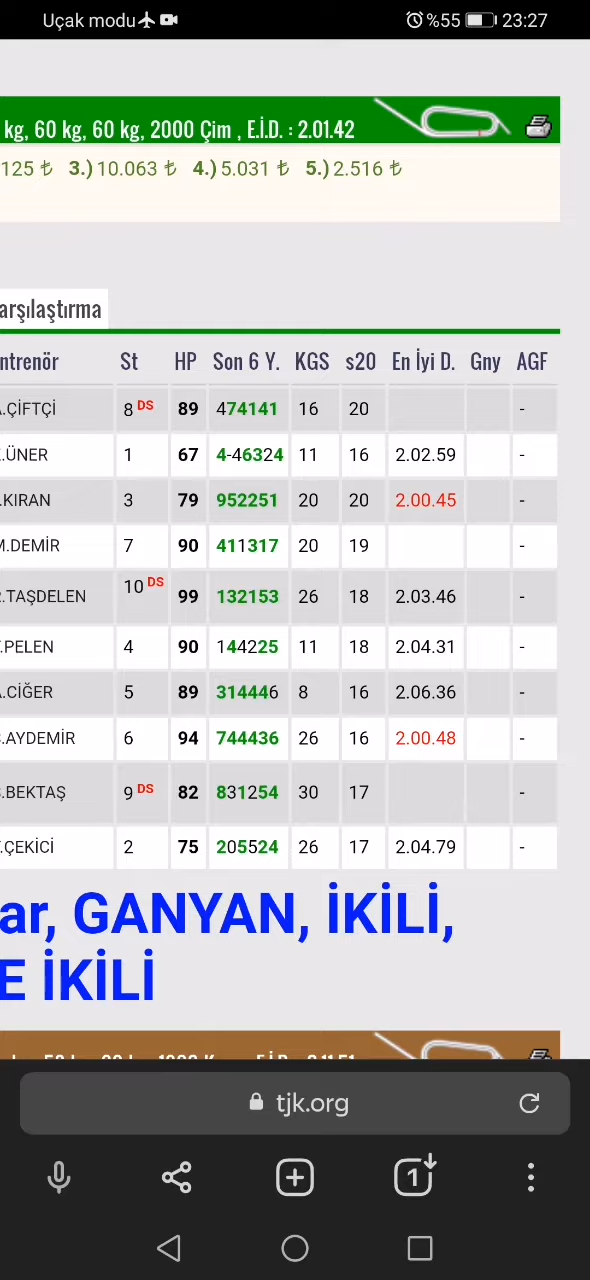 Uçak modu %55 23:27
kg, 60 kg, 60 kg, 2000 Çim , E.İ.D. : 2.01.42
125 ₺ 3.) 10.063 ₺ 4.) 5.031 ₺ 5.) 2.516 ₺
arşılaştırma
ntrenör St HP Son 6 Y. KGS s20 En İyi D. Gny AGF
.ÇİFTÇİ 8 DS 89 474141 16 20 -
.ÜNER 1 67 4-46324 11 16 2.02.59 -
.KIRAN 3 79 952251 20 20 2.00.45 -
M.DEMİR 7 90 411317 20 19 -
.TAŞDELEN 10 DS 99 132153 26 18 2.03.46 -
.PELEN 4 90 144225 11 18 2.04.31 -
.CİĞER 5 89 314446 8 16 2.06.36 -
.AYDEMİR 6 94 744436 26 16 2.00.48 -
.BEKTAŞ 9 DS 82 831254 30 17 -
.ÇEKİCİ 2 75 205524 26 17 2.04.79 -
ar, GANYAN, İKİLİ,
E İKİLİ
tjk.org
1